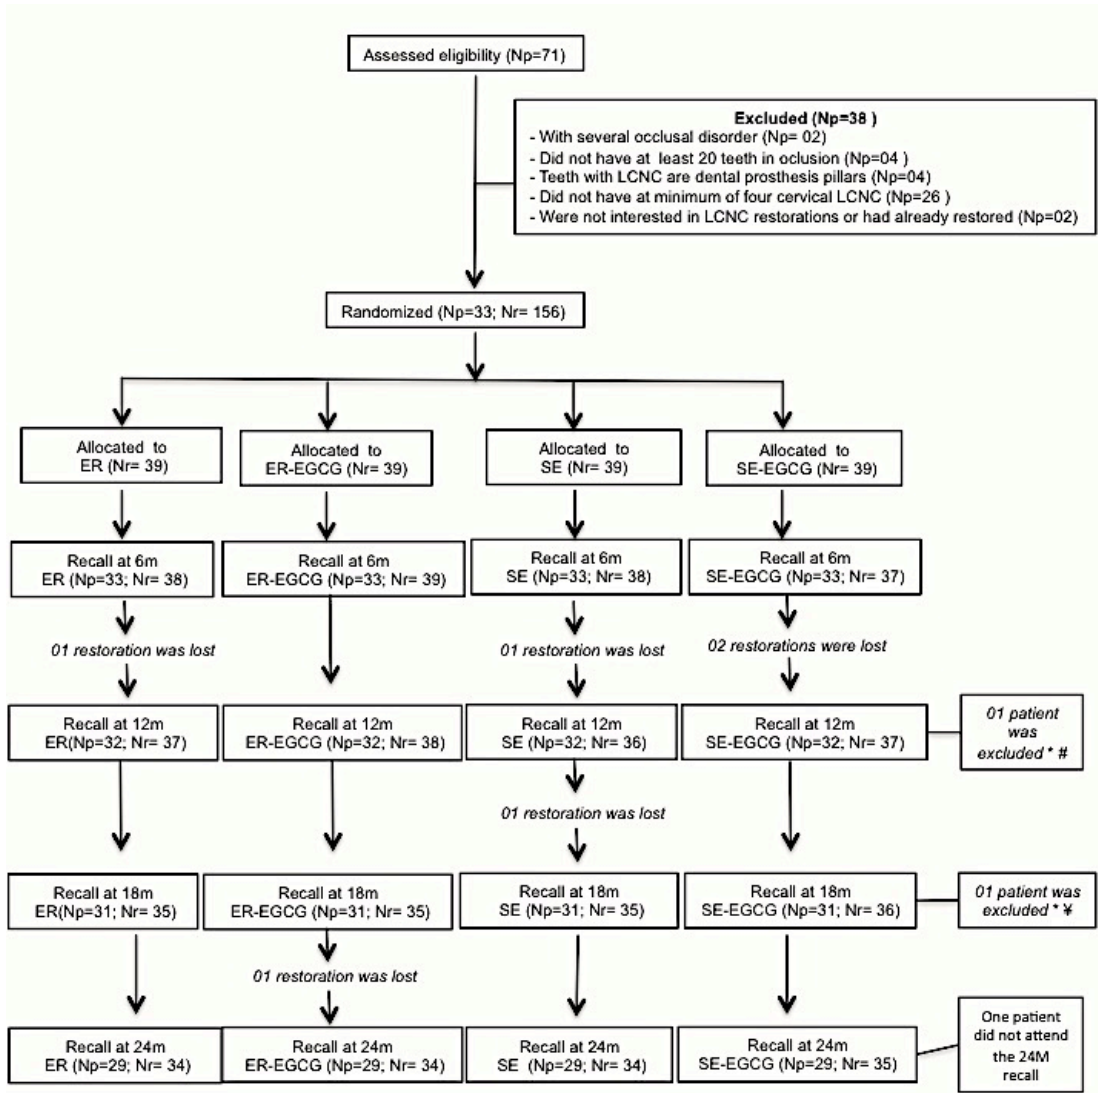 Assessed eligibility (Np=71)
Excluded (Np=38 )
- With several occlusal disorder (Np= 02)
- Did not have at least 20 teeth in oclusion (Np=04 )
- Teeth with LCNC are dental prosthesis pillars (Np=04)
- Did not have at minimum of four cervical LCNC (Np=26 )
- Were not interested in LCNC restorations or had already restored (Np=02)
Randomized (Np=33; Nr= 156)
Allocated to
ER (Nr= 39)
Allocated to
ER-EGCG (Nr= 39)
Allocated to
SE (Nr= 39)
Allocated to
SE-EGCG (Nr= 39)
Recall at 6m
ER (Np=33; Nr= 38)
Recall at 6m
ER-EGCG (Np=33; Nr= 39)
Recall at 6m
SE (Np=33; Nr= 38)
Recall at 6m
SE-EGCG (Np=33; Nr= 37)
01 restoration was lost
01 restoration was lost
02 restorations were lost
Recall at 12m
ER(Np=32; Nr= 37)
Recall at 12m
ER-EGCG (Np=32; Nr= 38)
Recall at 12m
SE (Np=32; Nr= 36)
Recall at 12m
SE-EGCG (Np=32; Nr= 37)
01 patient
was
excluded * #
01 restoration was lost
Recall at 18m
ER(Np=31; Nr= 35)
Recall at 18m
ER-EGCG (Np=31; Nr= 35)
Recall at 18m
SE (Np=31; Nr= 35)
Recall at 18m
SE-EGCG (Np=31; Nr= 36)
01 patient was
excluded * ¥
01 restoration was lost
Recall at 24m
ER (Np=29; Nr= 34)
Recall at 24m
ER-EGCG (Np=29; Nr= 34)
Recall at 24m
SE (Np=29; Nr= 34)
Recall at 24m
SE-EGCG (Np=29; Nr= 35)
One patient
did not attend
the 24M
recall